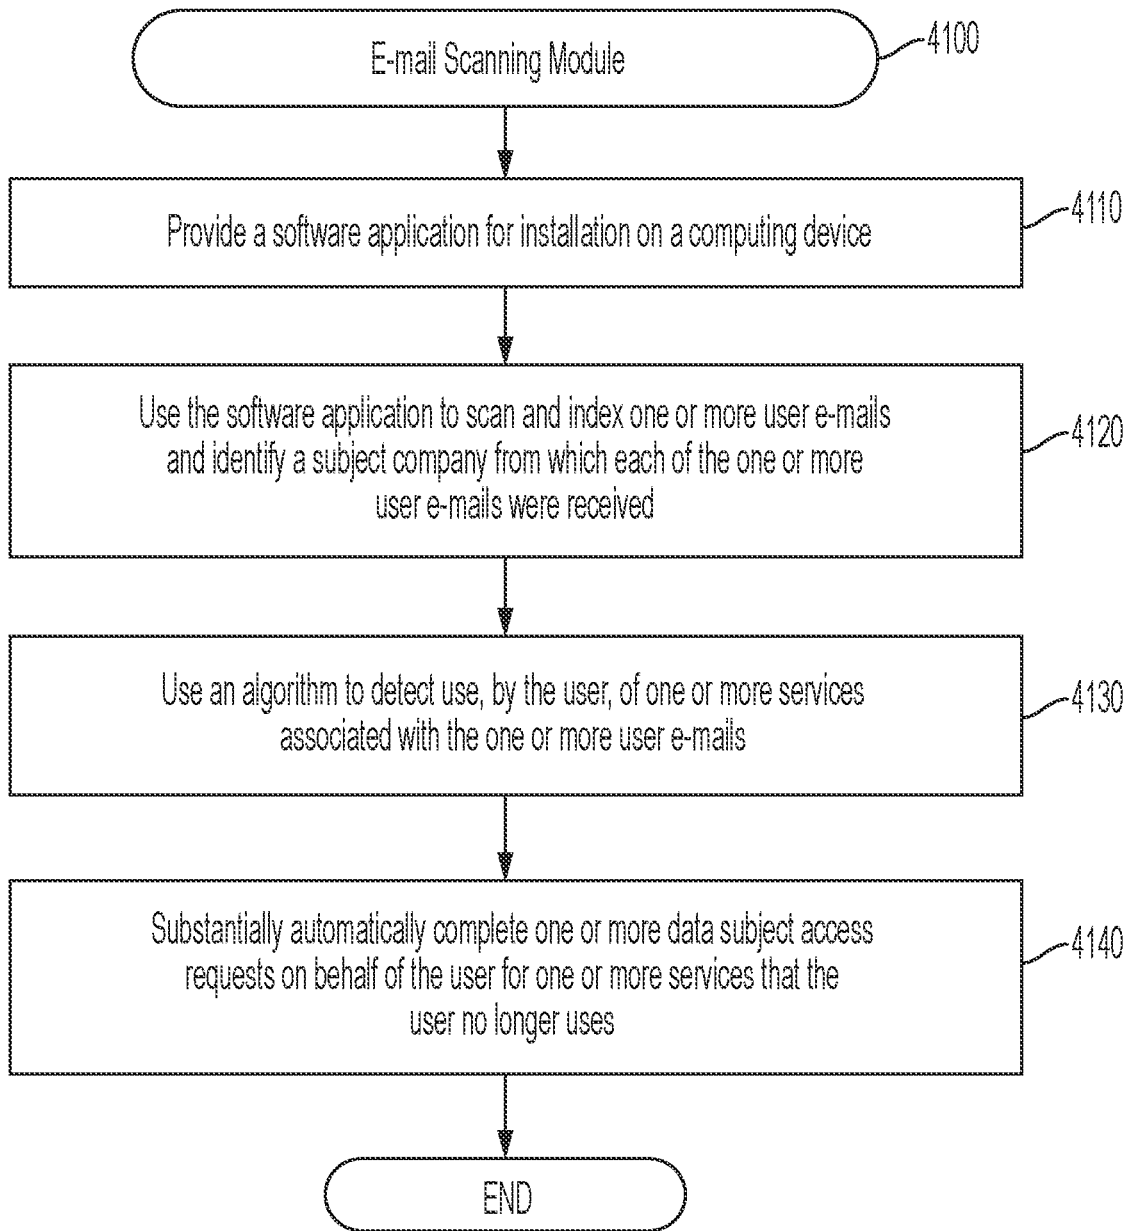 E-mail Scanning Module
4100
Provide a software application for installation on a computing device
4110
Use the software application to scan and index one or more user e-mails
and identify a subject company from which each of the one or more
user e-mails were received
4120
Use an algorithm to detect use, by the user, of one or more services
associated with the one or more user e-mails
4130
Substantially automatically complete one or more data subject access
requests on behalf of the user for one or more services that the
user no longer uses
4140
END